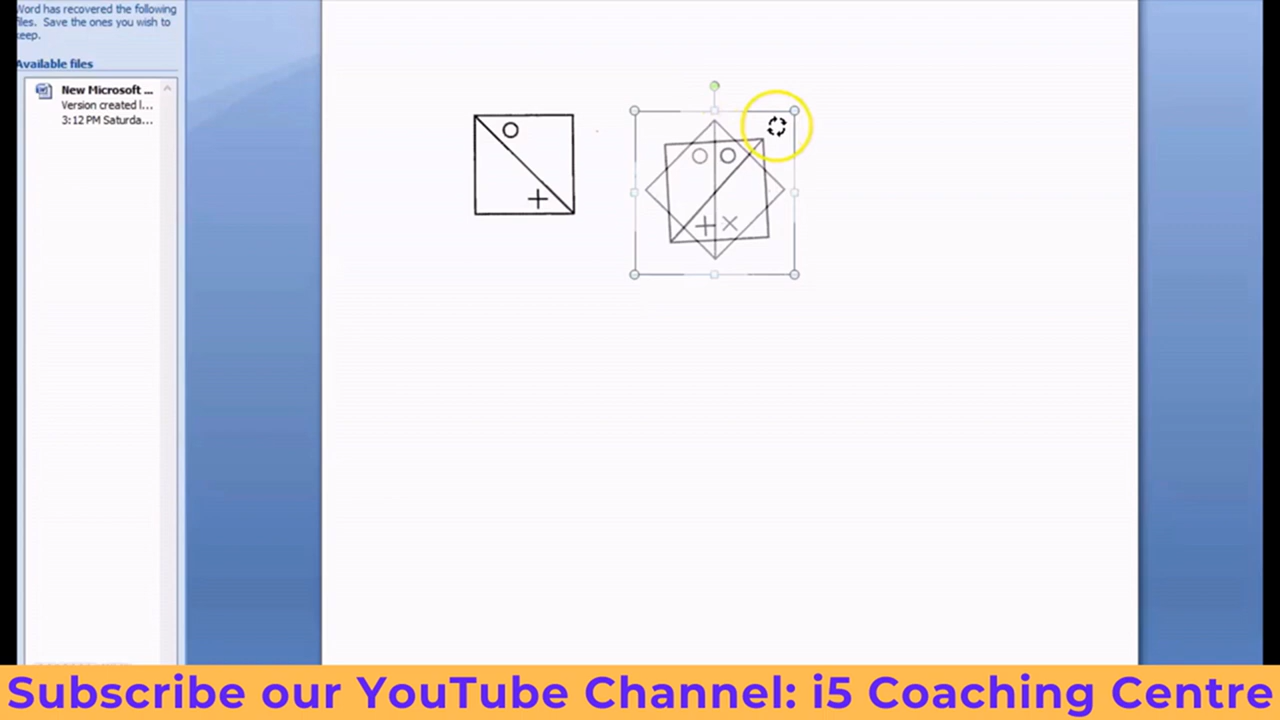 Word has recovered the following
files. Save the ones you wish to
keep.
Available files
New Microsoft ...
Version created l...
3:12 PM Saturda...
Subscribe our YouTube Channel: i5 Coaching Centre